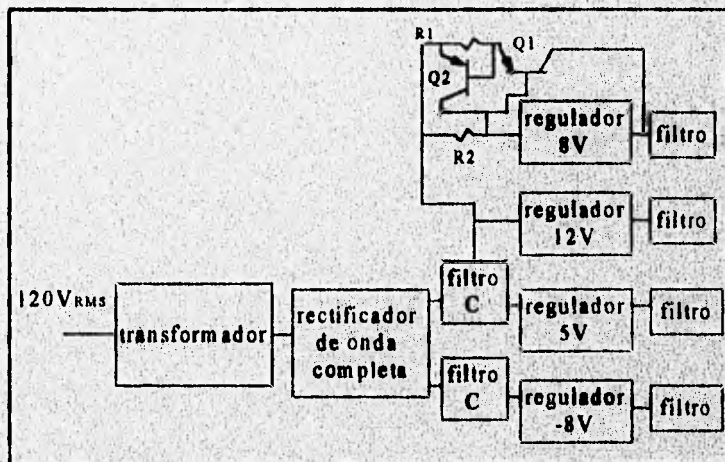 R1
Q1
Q2
regulador
8V
filtro
R2
regulador
12V
filtro
120VRMS
transformador
rectificador
de onda
completa
filtro
C
regulador
5V
filtro
filtro
C
regulador
-8V
filtro